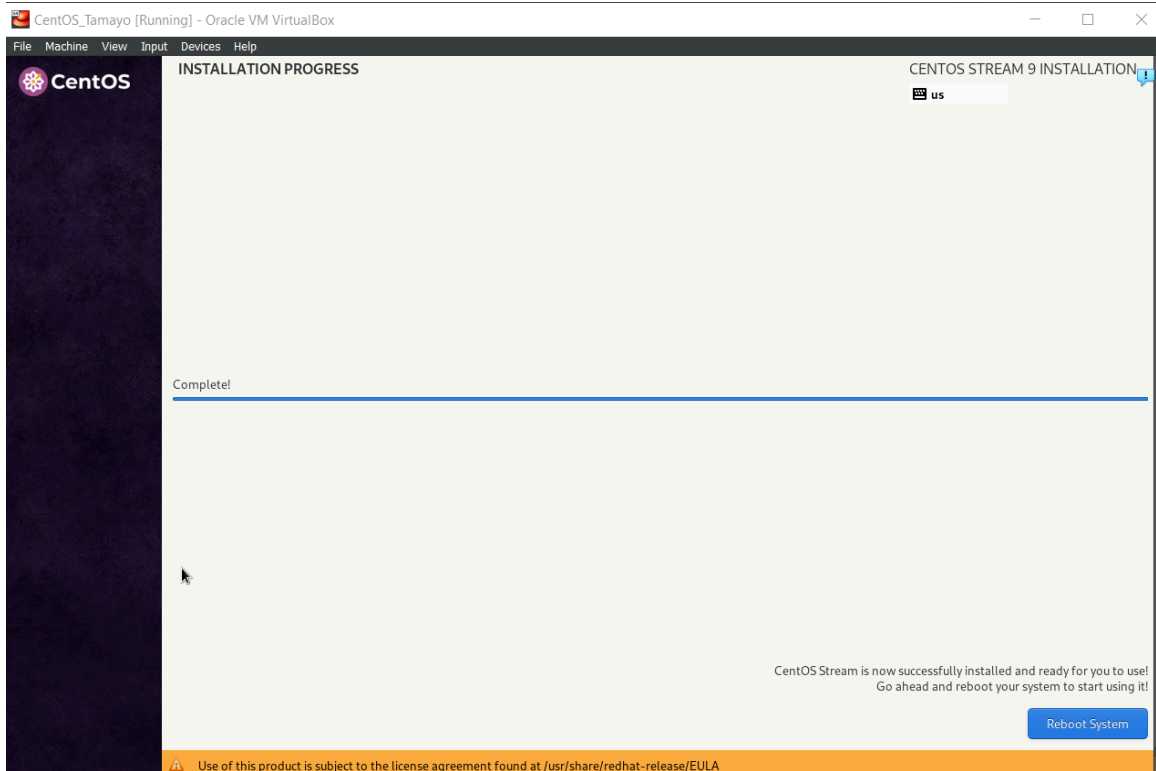 CentOS_Tamayo [Running] - Oracle VM VirtualBox
File Machine View Input Devices Help
CentOS
INSTALLATION PROGRESS
CENTOS STREAM 9 INSTALLATION
us
Complete!
CentOS Stream is now successfully installed and ready for you to use!
Go ahead and reboot your system to start using it!
Reboot System
Use of this product is subject to the license agreement found at /usr/share/redhat-release/EULA